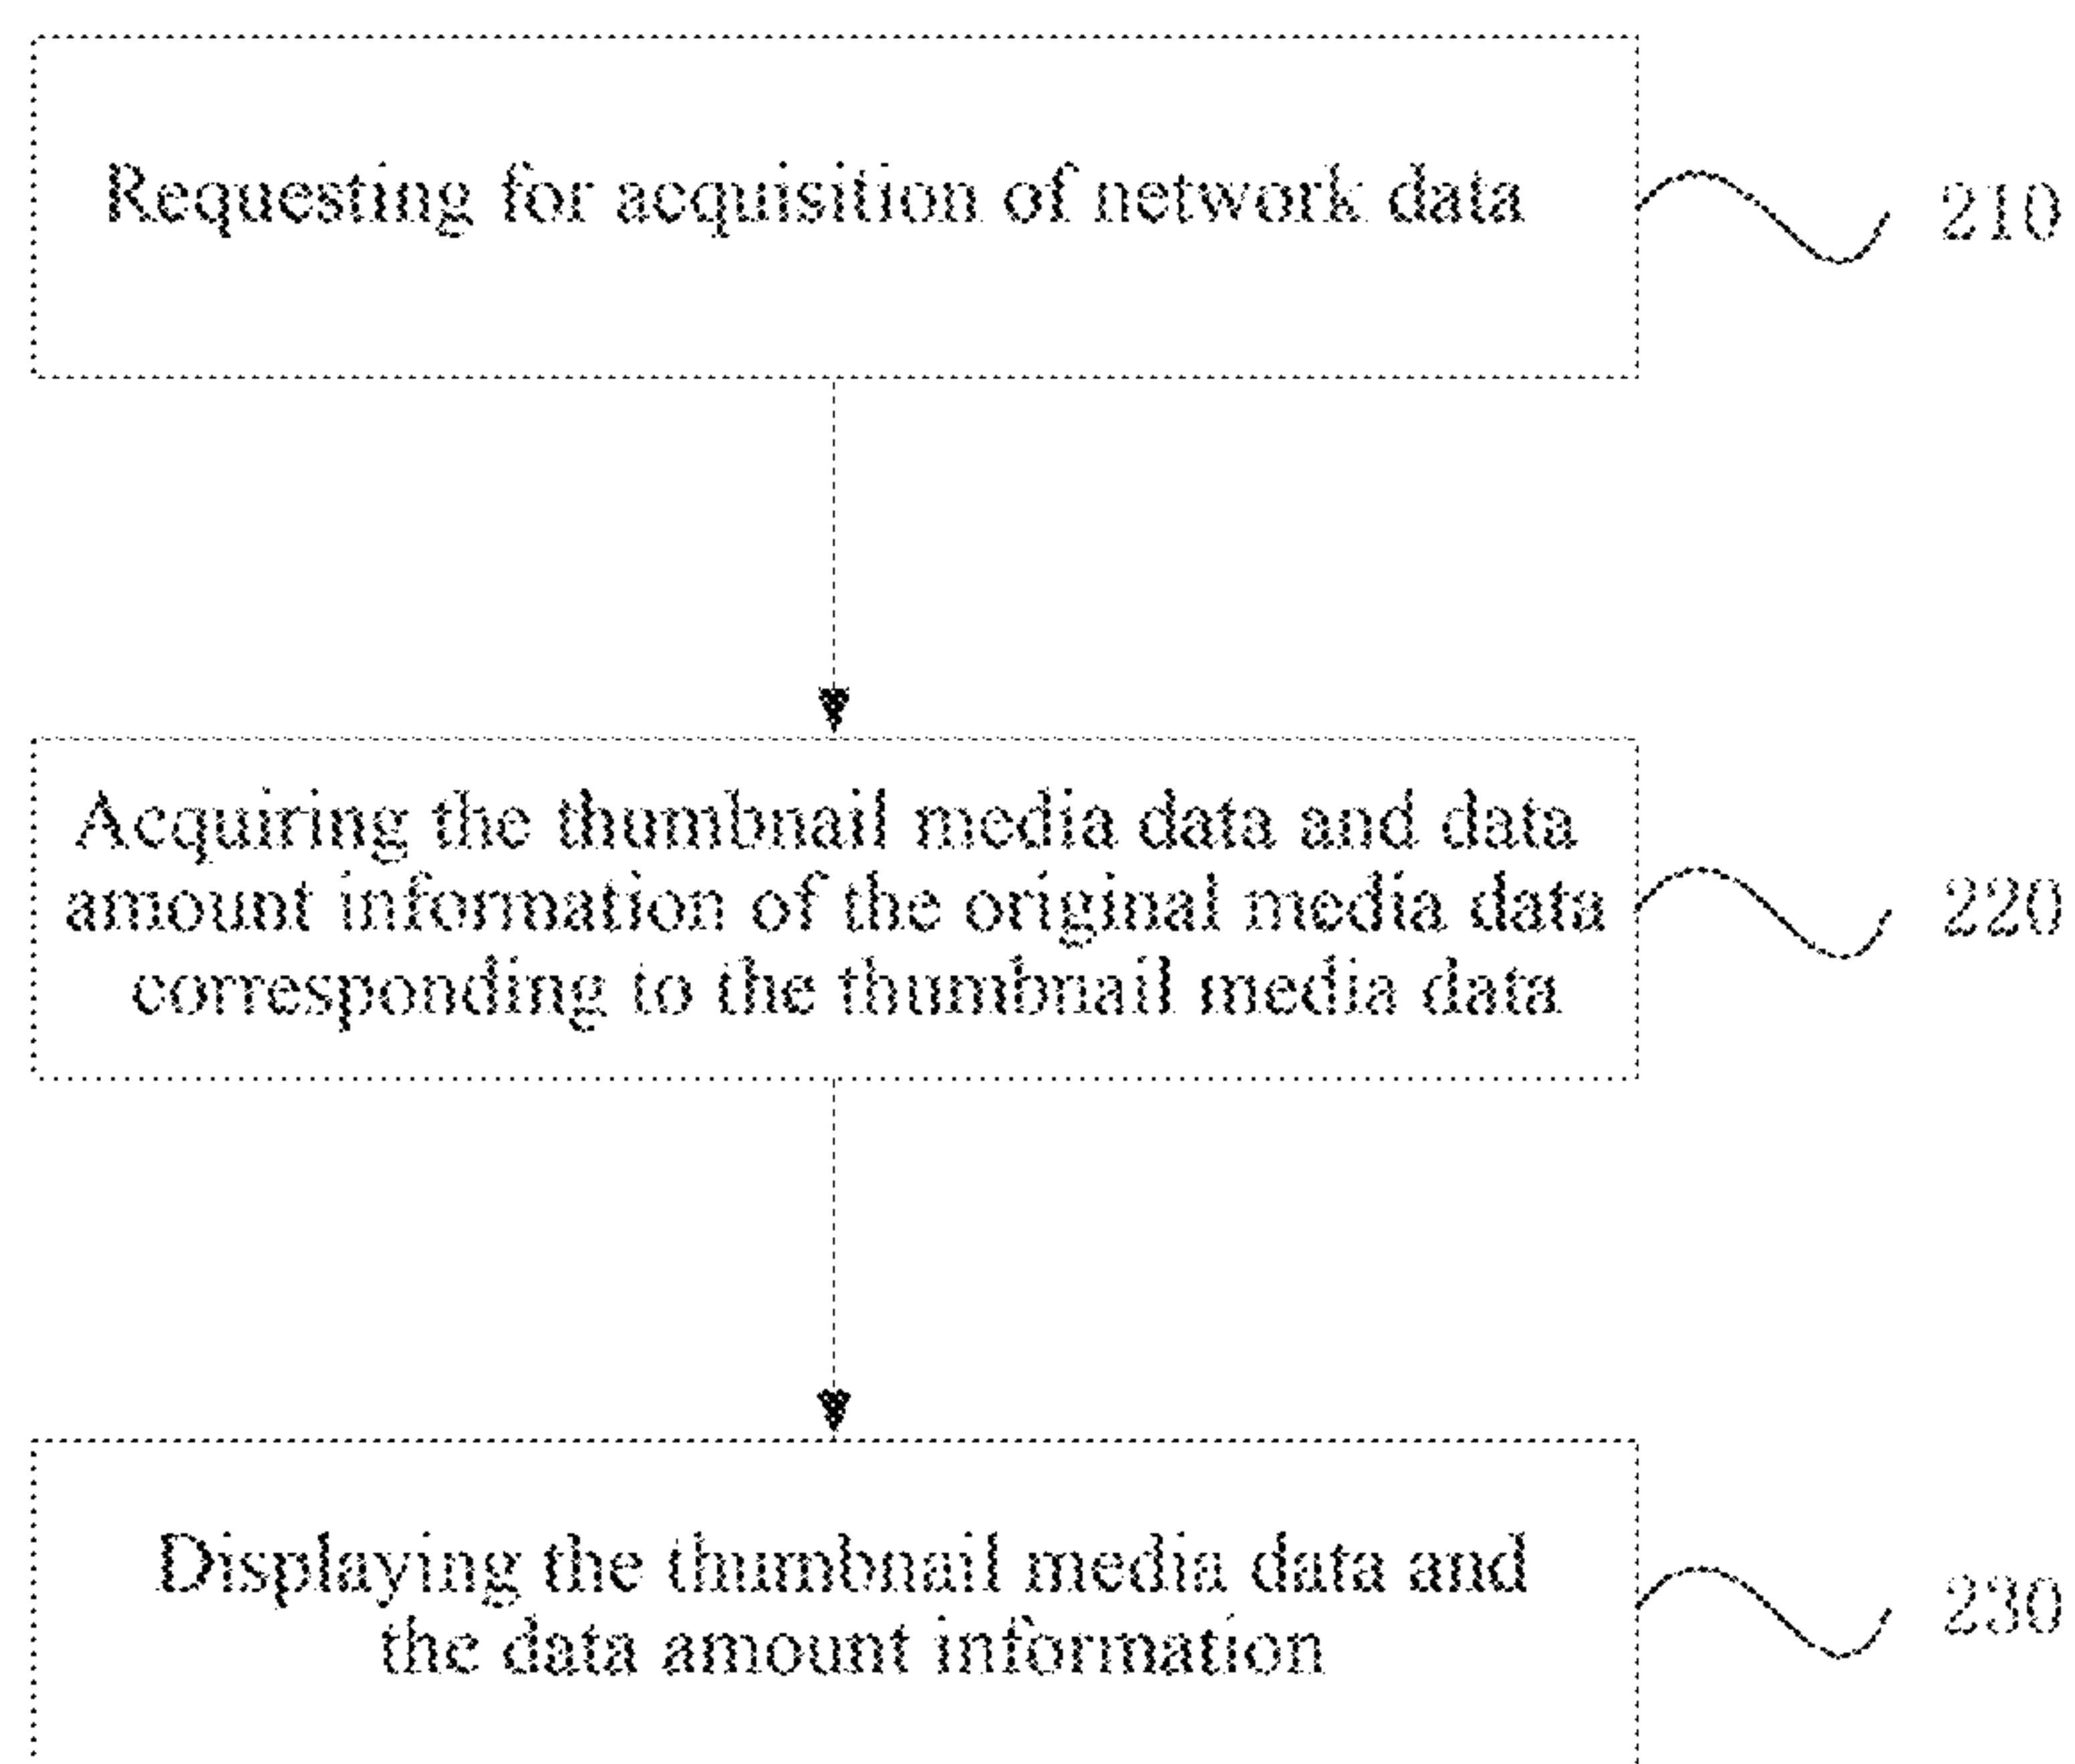 Requesting for acquisition of network data
210
Acquiring the thumbnail media data and data
amount information of the original media data
corresponding to the thumbnail media data
220
Displaying the thumbnail media data and
the data amount information
230